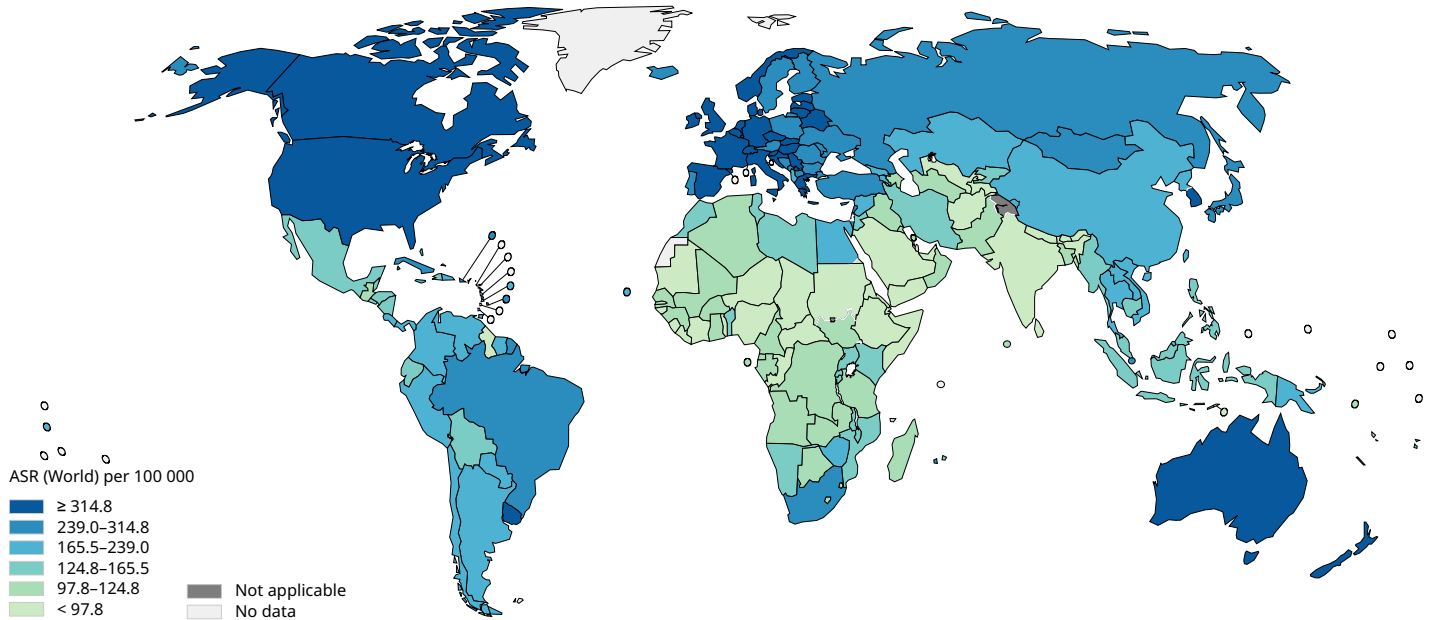 ASR (World) per 100 000
≥ 314.8
239.0–314.8
165.5–239.0
124.8–165.5
97.8–124.8
< 97.8
Not applicable
No data